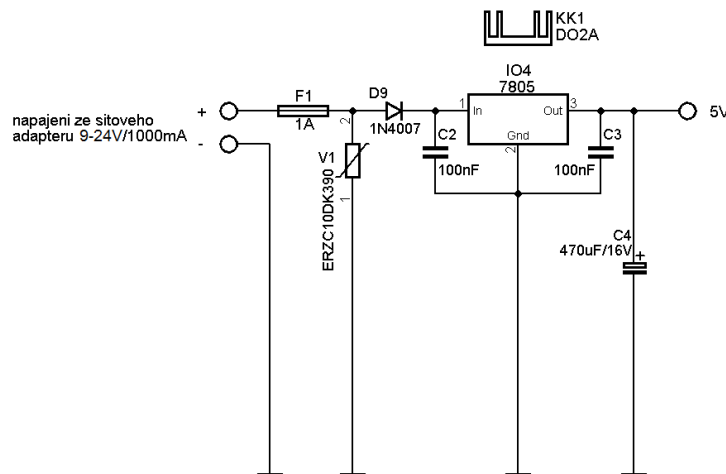 KK1
DO2A
IO4
7805
F1
1A
D9
1N4007
1
In
Out
3
Gnd
2
5V
napajeni ze sitoveho
adapteru 9-24V/1000mA
+
-
2
V1
1
ERZC10DK390
C2
100nF
C3
100nF
C4
470uF/16V
+